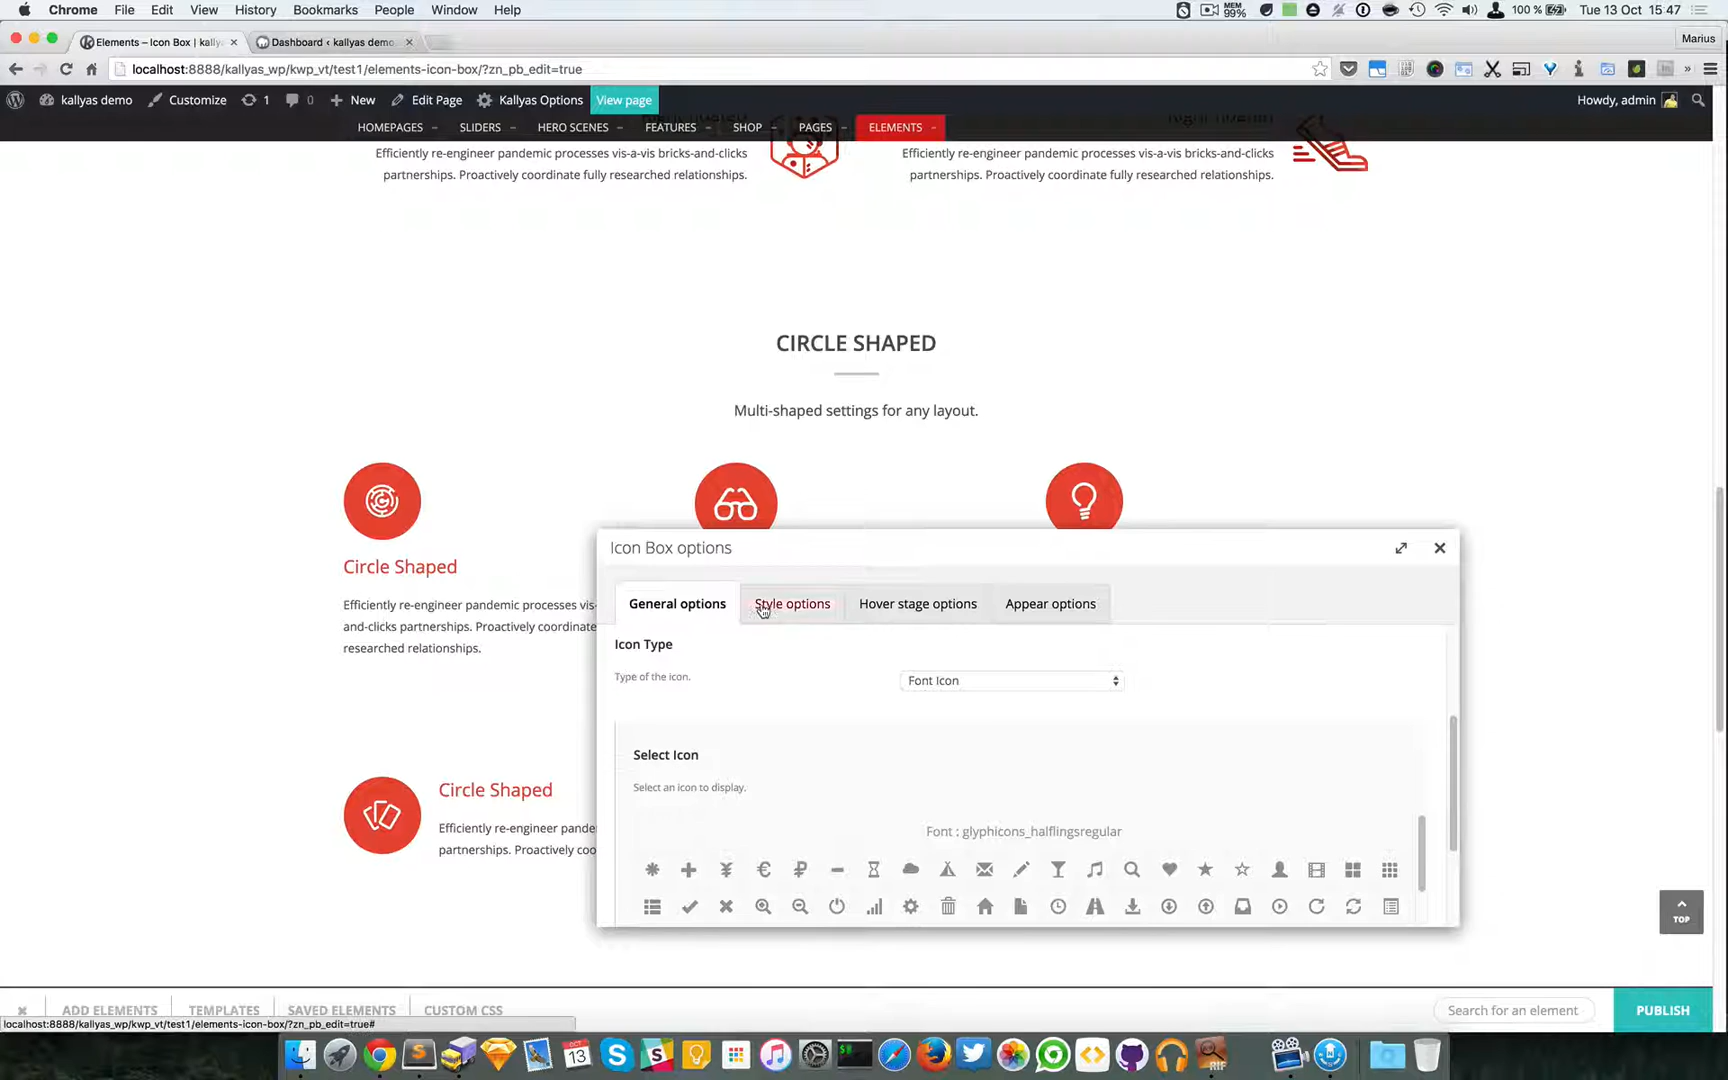 Chrome File Edit View History Bookmarks People Window Help MEM 99% 100 % Tue 13 Oct 15:47
Elements – Icon Box | kally Dashboard ‹ kallyas demo Marius
localhost:8888/kallyas_wp/kwp_vt/test1/elements-icon-box/?zn_pb_edit=true
kallyas demo Customize 1 0 New Edit Page Kallyas Options View page Howdy, admin
HOMEPAGES SLIDERS HERO SCENES FEATURES SHOP PAGES ELEMENTS
Efficiently re-engineer pandemic processes vis-a-vis bricks-and-clicks
partnerships. Proactively coordinate fully researched relationships.
Efficiently re-engineer pandemic processes vis-a-vis bricks-and-clicks
partnerships. Proactively coordinate fully researched relationships.
CIRCLE SHAPED
Multi-shaped settings for any layout.
Circle Shaped
Efficiently re-engineer pandemic processes vis-
and-clicks partnerships. Proactively coordinate
researched relationships.
Circle Shaped
Efficiently re-engineer pande
partnerships. Proactively coo
Icon Box options
General options Style options Hover stage options Appear options
Icon Type
Type of the icon.
Font Icon
Select Icon
Select an icon to display.
Font : glyphicons_halflingsregular
TOP
ADD ELEMENTS TEMPLATES SAVED ELEMENTS CUSTOM CSS Search for an element PUBLISH
localhost:8888/kallyas_wp/kwp_vt/test1/elements-icon-box/?zn_pb_edit=true#
OCT
13
RIF